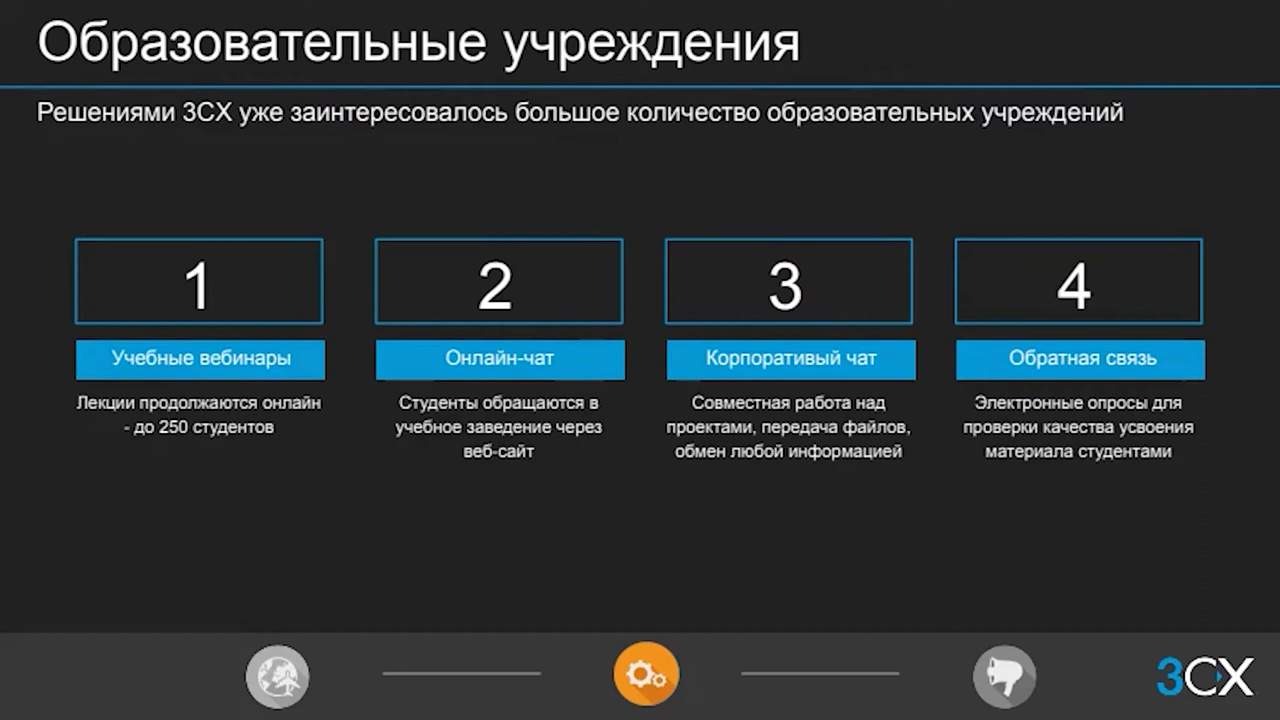 Образовательные учреждения
Решениями 3CX уже заинтересовалось большое количество образовательных учреждений
1
2
3
4
Учебные вебинары
Онлайн-чат
Корпоративый чат
Обратная связь
Лекции продолжаются онлайн
- до 250 студентов
Студенты обращаются в
учебное заведение через
веб-сайт
Совместная работа над
проектами, передача файлов,
обмен любой информацией
Электронные опросы для
проверки качества усвоения
материала студентами
3CX